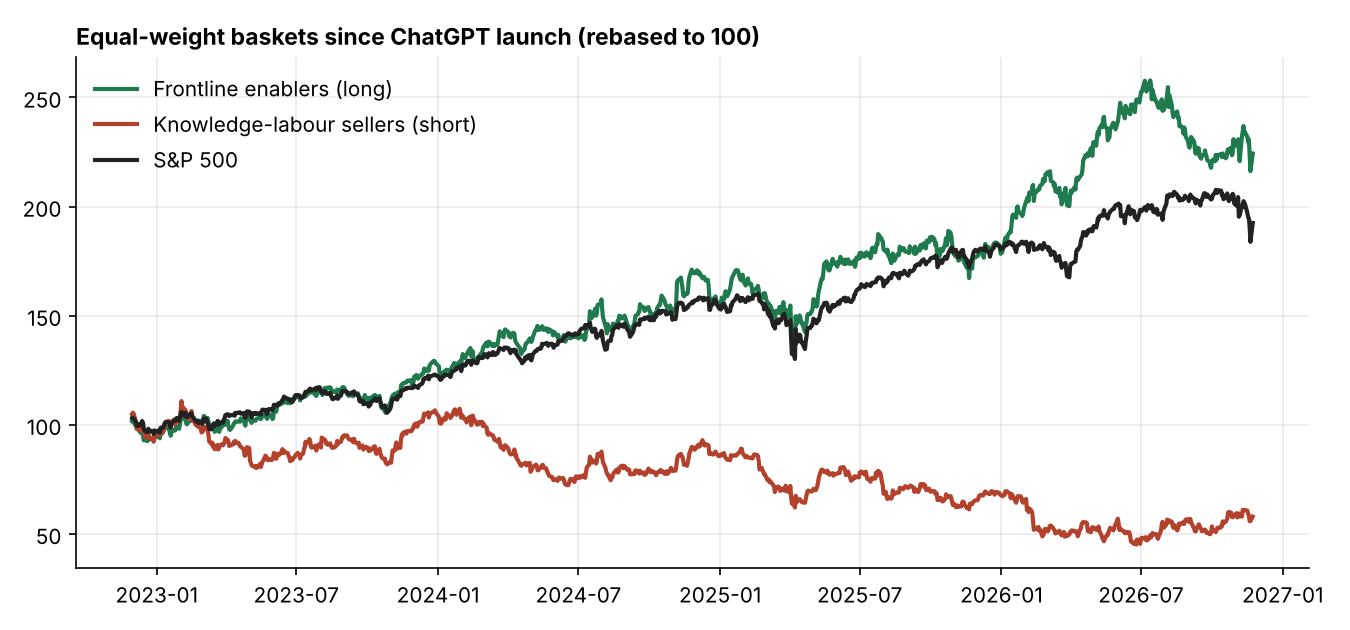 Equal-weight baskets since ChatGPT launch (rebased to 100)
Frontline enablers (long)
Knowledge-labour sellers (short)
S&P 500
250
200
150
100
50
2023-01 2023-07 2024-01 2024-07 2025-01 2025-07 2026-01 2026-07 2027-01